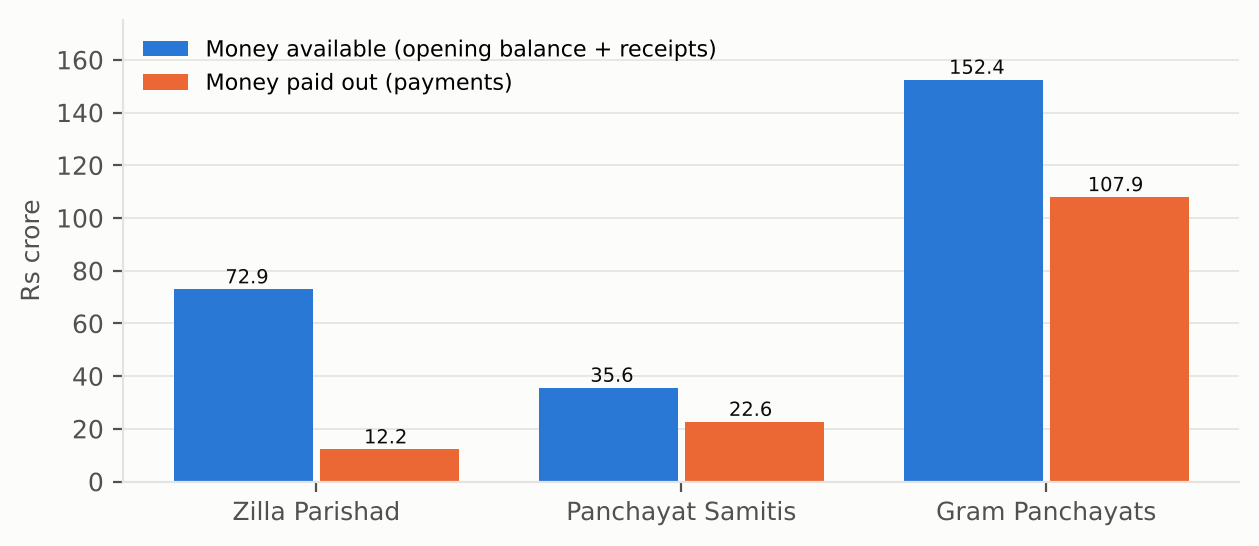 Money available (opening balance + receipts)
Money paid out (payments)
Rs crore
160
140
120
100
80
60
40
20
0
72.9
12.2
35.6
22.6
152.4
107.9
Zilla Parishad
Panchayat Samitis
Gram Panchayats